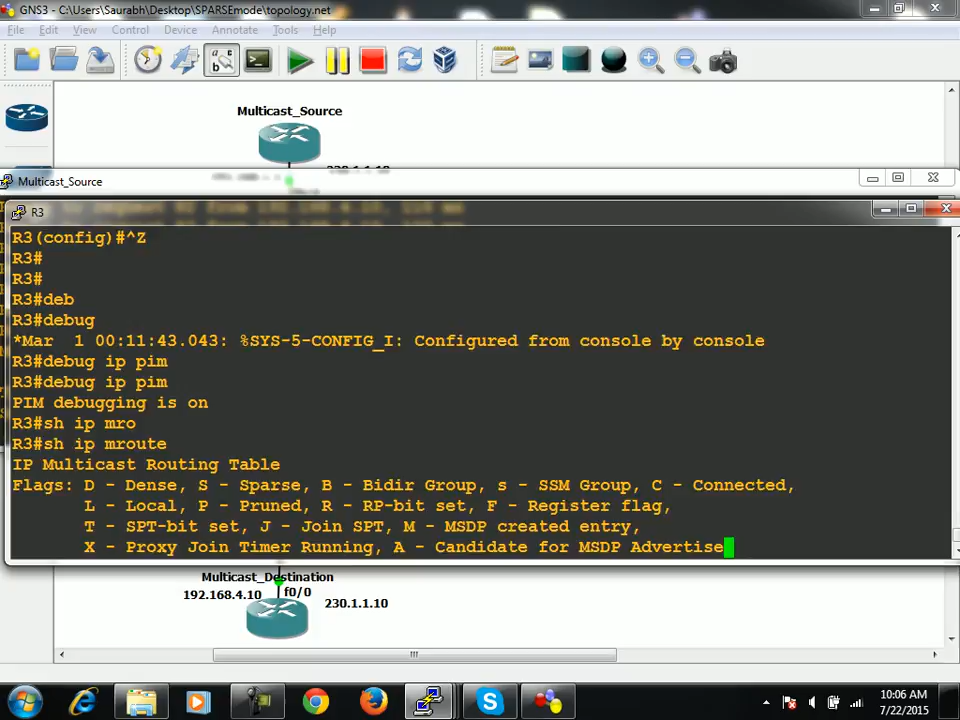 GNS3 — C:\Users\Saurabh\Desktop\SPARSEmode\topology.net
File Edit View Control Device Annotate Tools Help
Multicast_Source
Multicast_Source
R3
R3(config)#^Z
R3#
R3#
R3#deb
R3#debug
*Mar  1 00:11:43.043: %SYS-5-CONFIG_I: Configured from console by console
R3#debug ip pim
R3#debug ip pim
PIM debugging is on
R3#sh ip mro
R3#sh ip mroute
IP Multicast Routing Table
Flags: D - Dense, S - Sparse, B - Bidir Group, s - SSM Group, C - Connected,
L - Local, P - Pruned, R - RP-bit set, F - Register flag,
T - SPT-bit set, J - Join SPT, M - MSDP created entry,
X - Proxy Join Timer Running, A - Candidate for MSDP Advertise
Multicast_Destination
192.168.4.10 f0/0
230.1.1.10
10:06 AM
7/22/2015